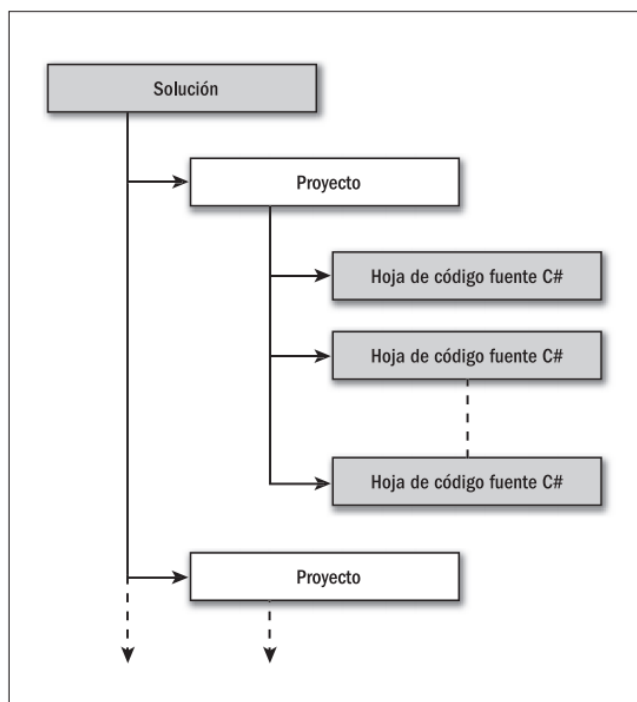 Solución
Proyecto
Hoja de código fuente C#
Hoja de código fuente C#
Hoja de código fuente C#
Proyecto